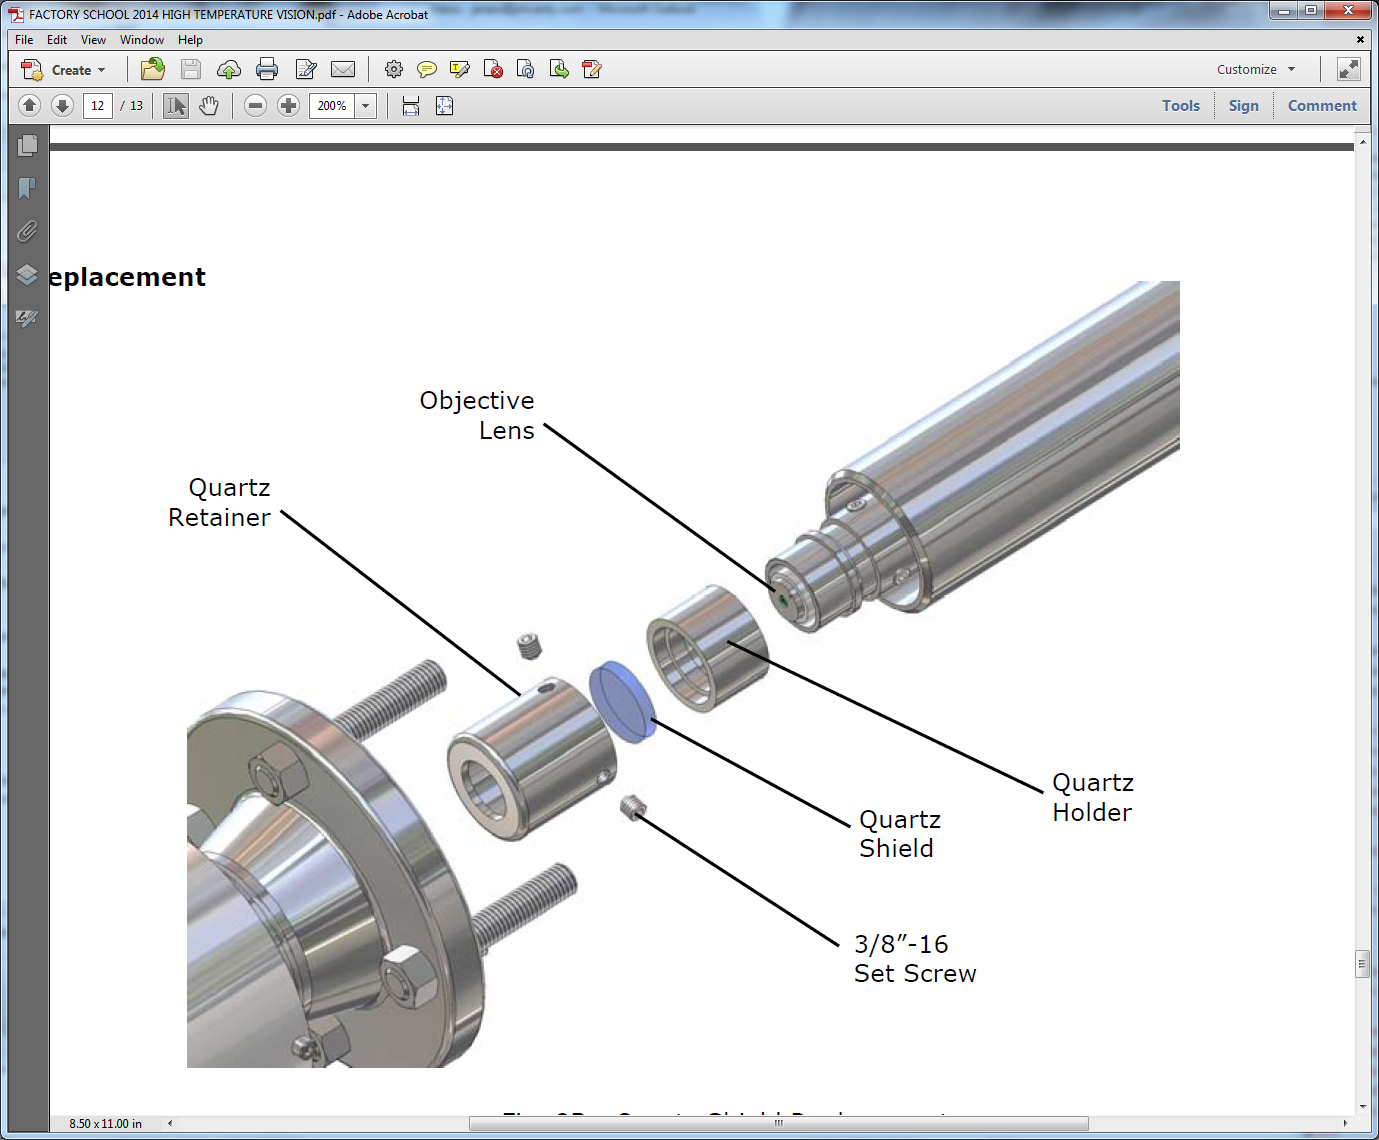 FACTORY SCHOOL 2014 HIGH TEMPERATURE VISION.pdf - Adobe Acrobat
File Edit View Window Help
Create
Customize
12 / 13
200%
Tools Sign Comment
eplacement
Objective
Lens
Quartz
Retainer
Quartz
Holder
Quartz
Shield
3/8”-16
Set Screw
8.50 x 11.00 in